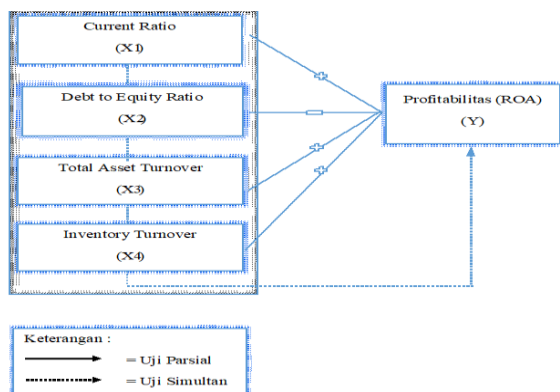 Current Ratio
(X1)
Debt to Equity Ratio
(X2)
Total Asset Turnover
(X3)
Inventory Turnover
(X4)
Profitabilitas (ROA)
(Y)
Keterangan :
= Uji Parsial
= Uji Simultan